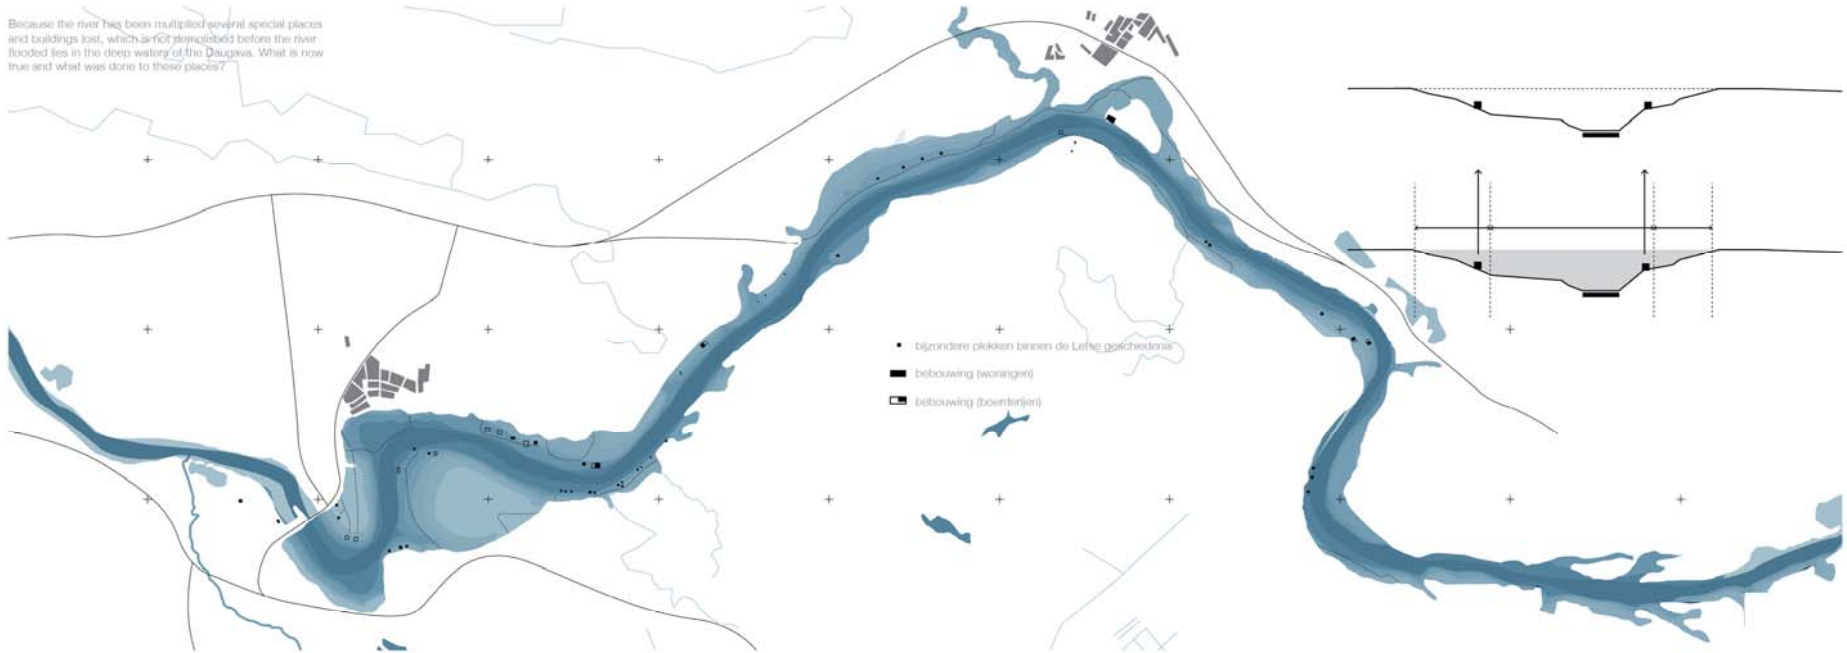 Because the river has been multiplied several special places
and buildings lost, which is not demolished before the river
flooded lies in the deep waters of the Daugava. What is now
true and what was done to these places?
bijzondere plekken binnen de Letse geschiedenis
bebouwing (woningen)
bebouwing (boerderijen)